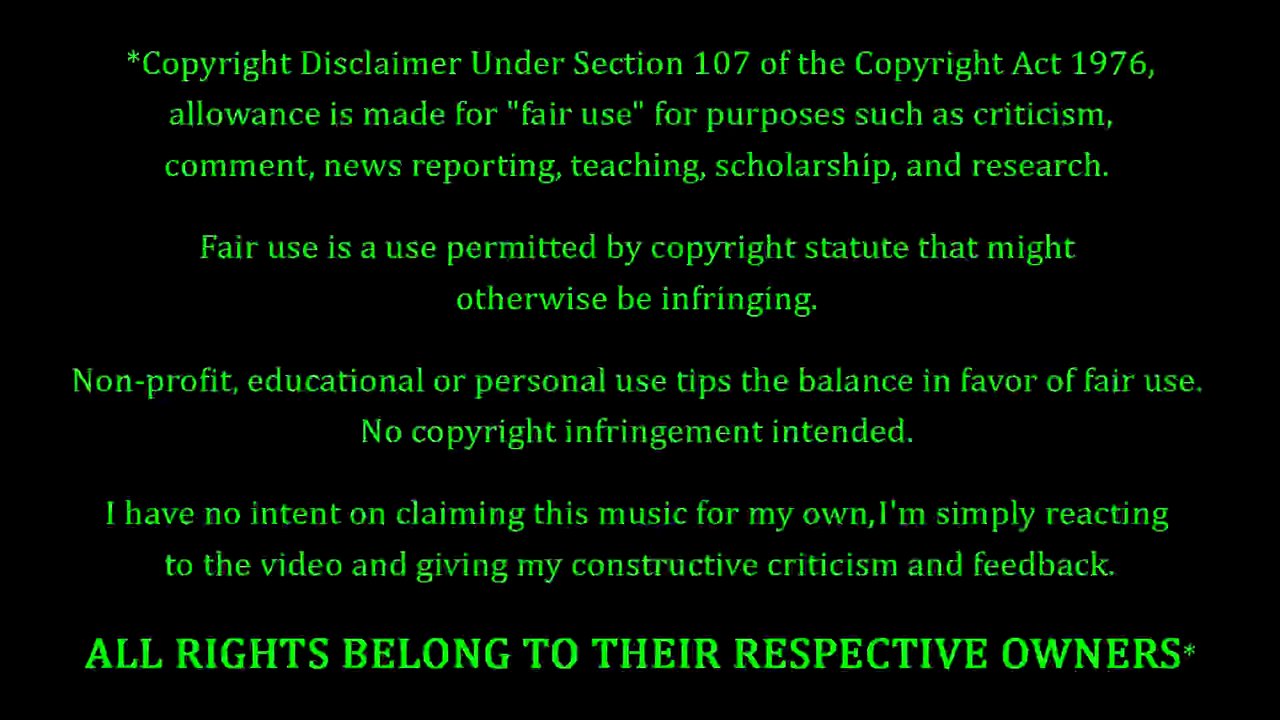 *Copyright Disclaimer Under Section 107 of the Copyright Act 1976,
allowance is made for "fair use" for purposes such as criticism,
comment, news reporting, teaching, scholarship, and research.
Fair use is a use permitted by copyright statute that might
otherwise be infringing.
Non-profit, educational or personal use tips the balance in favor of fair use.
No copyright infringement intended.
I have no intent on claiming this music for my own,I'm simply reacting
to the video and giving my constructive criticism and feedback.
ALL RIGHTS BELONG TO THEIR RESPECTIVE OWNERS*